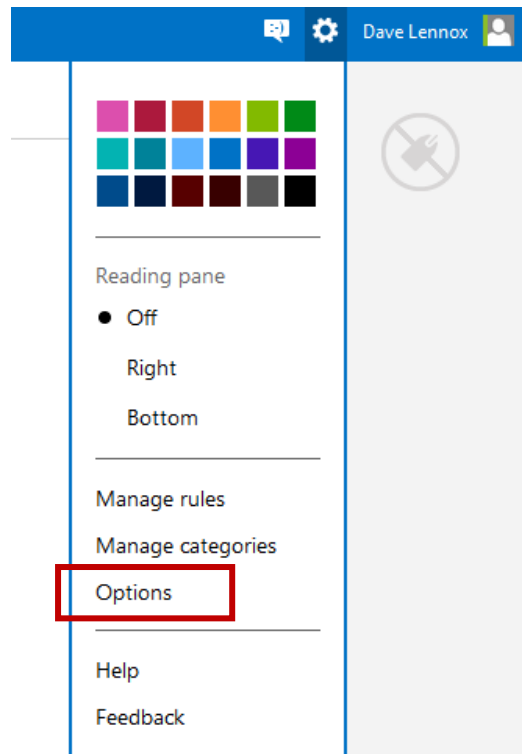 Dave Lennox
Reading pane
Off
Right
Bottom
Manage rules
Manage categories
Options
Help
Feedback